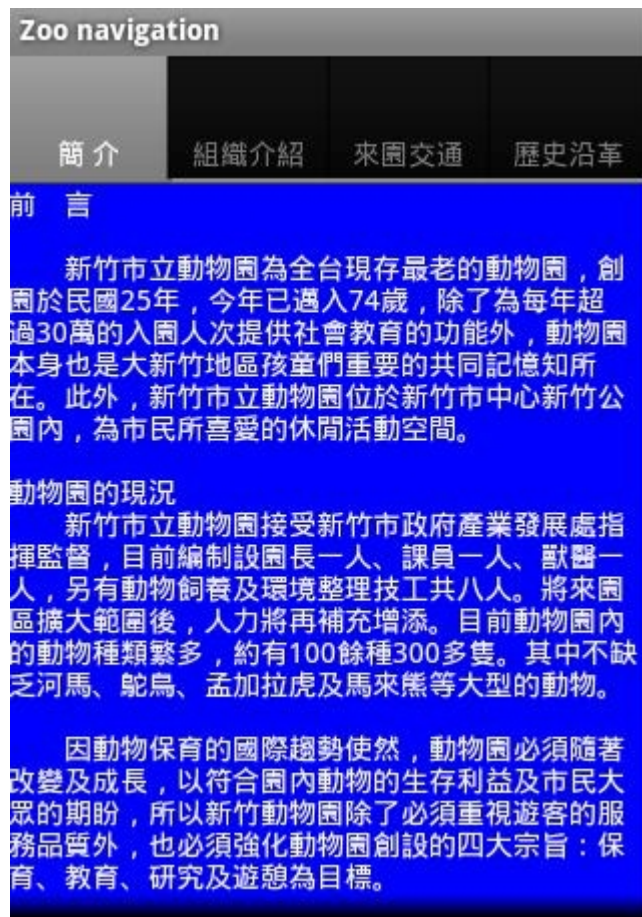 Zoo navigation
簡 介 組織介紹 來園交通 歷史沿革
前　言
新竹市立動物園為全台現存最老的動物園，創
園於民國25年，今年已邁入74歲，除了為每年超
過30萬的入園人次提供社會教育的功能外，動物園
本身也是大新竹地區孩童們重要的共同記憶知所
在。此外，新竹市立動物園位於新竹市中心新竹公
園內，為市民所喜愛的休閒活動空間。
動物園的現況
新竹市立動物園接受新竹市政府產業發展處指
揮監督，目前編制設園長一人、課員一人、獸醫一
人，另有動物飼養及環境整理技工共八人。將來園
區擴大範圍後，人力將再補充增添。目前動物園內
的動物種類繁多，約有100餘種300多隻。其中不缺
乏河馬、鴕鳥、孟加拉虎及馬來熊等大型的動物。
因動物保育的國際趨勢使然，動物園必須隨著
改變及成長，以符合園內動物的生存利益及市民大
眾的期盼，所以新竹動物園除了必須重視遊客的服
務品質外，也必須強化動物園創設的四大宗旨：保
育、教育、研究及遊憩為目標。